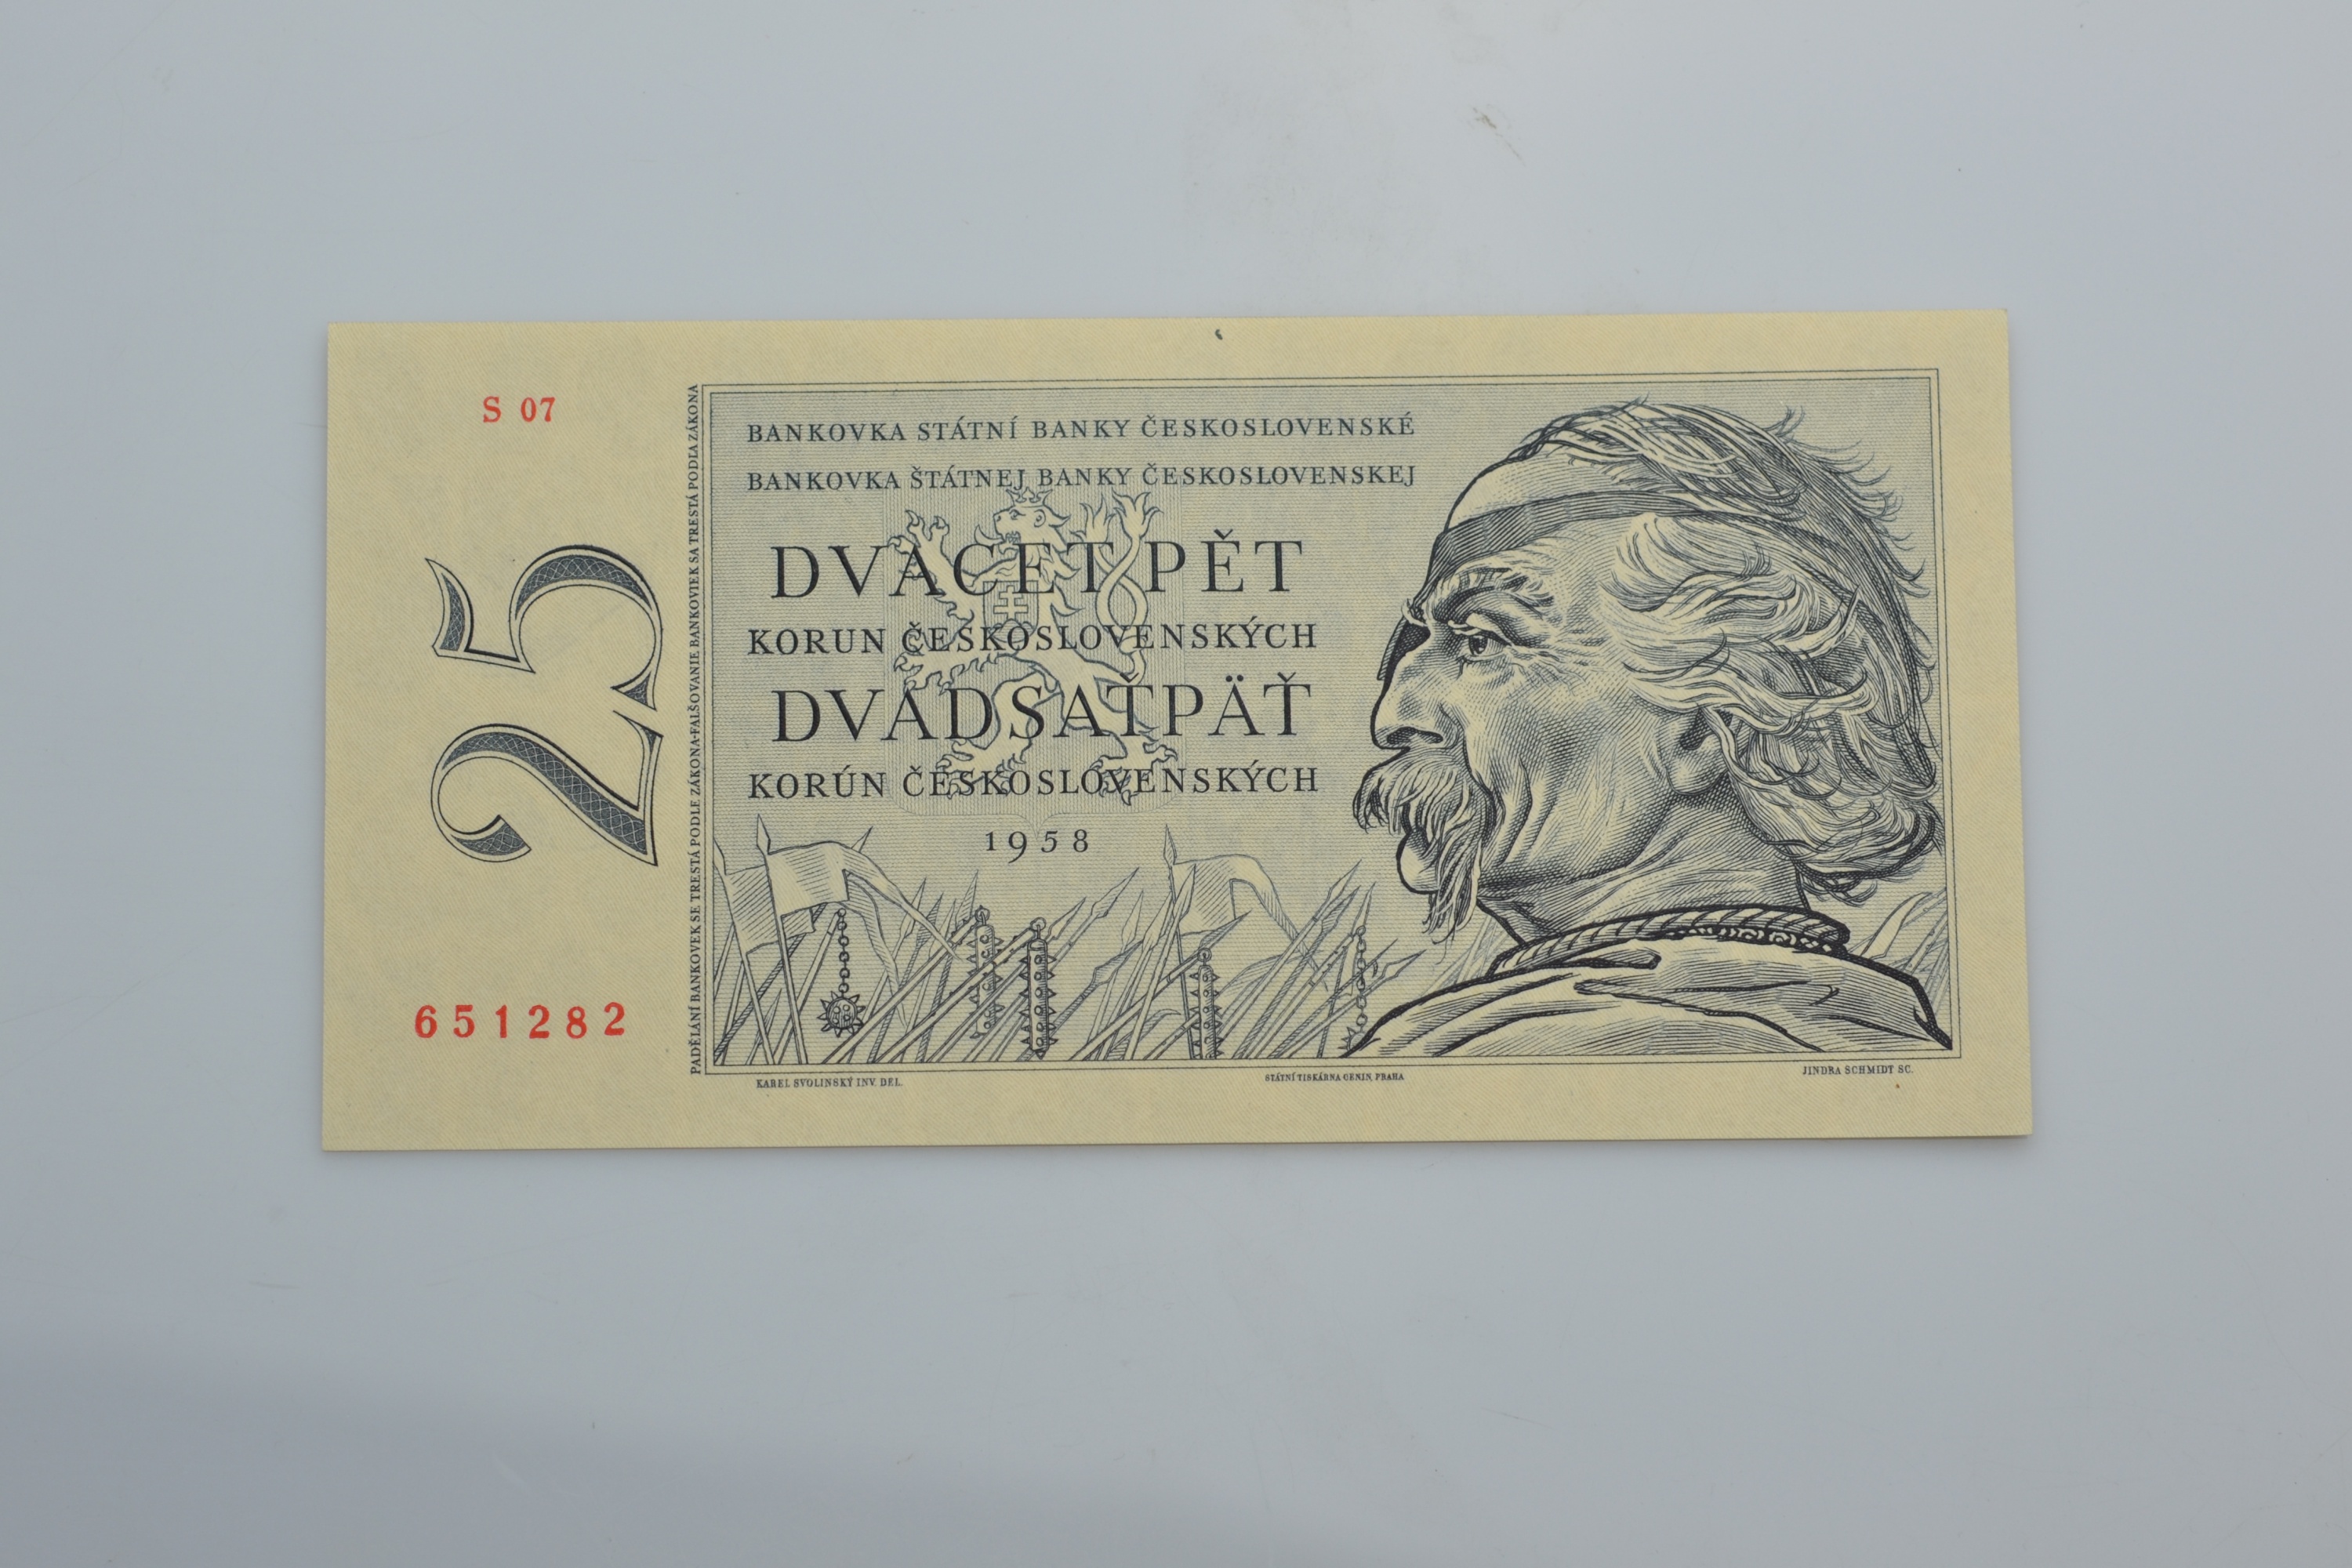 S 07
25
651282
PADĚLÁNÍ BANKOVEK SE TRESTÁ PODLE ZÁKONA-FALŠOVANIE BANKOVIEK SA TRESTÁ PODĽA ZÁKONA
BANKOVKA STÁTNÍ BANKY ČESKOSLOVENSKÉ
BANKOVKA ŠTÁTNEJ BANKY ČESKOSLOVENSKEJ
DVACET PĚT
KORUN ČESKOSLOVENSKÝCH
DVADSAŤPÄŤ
KORÚN ČESKOSLOVENSKÝCH
1958
KAREL SVOLINSKÝ INV. DEL.
STÁTNÍ TISKÁRNA CENIN, PRAHA
JINDRA SCHMIDT SC.